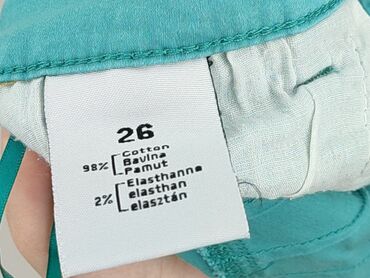 26
98% Cotton
Bavlna
Pamut
2% Elasthanne
elasthan
elasztán